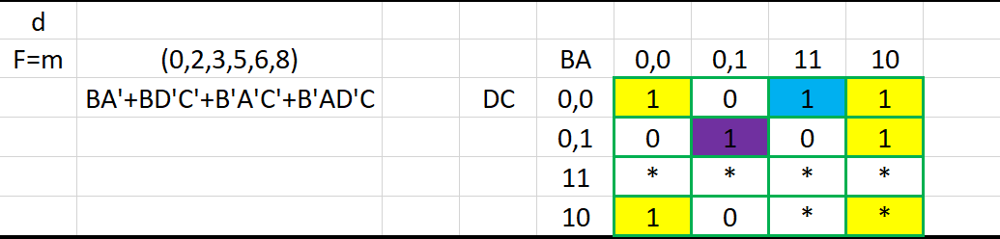 d
F=m (0,2,3,5,6,8) BA 0,0 0,1 11 10
BA'+BD'C'+B'A'C'+B'AD'C DC 0,0 1 0 1 1
0,1 0 1 0 1
11 * * * *
10 1 0 * *